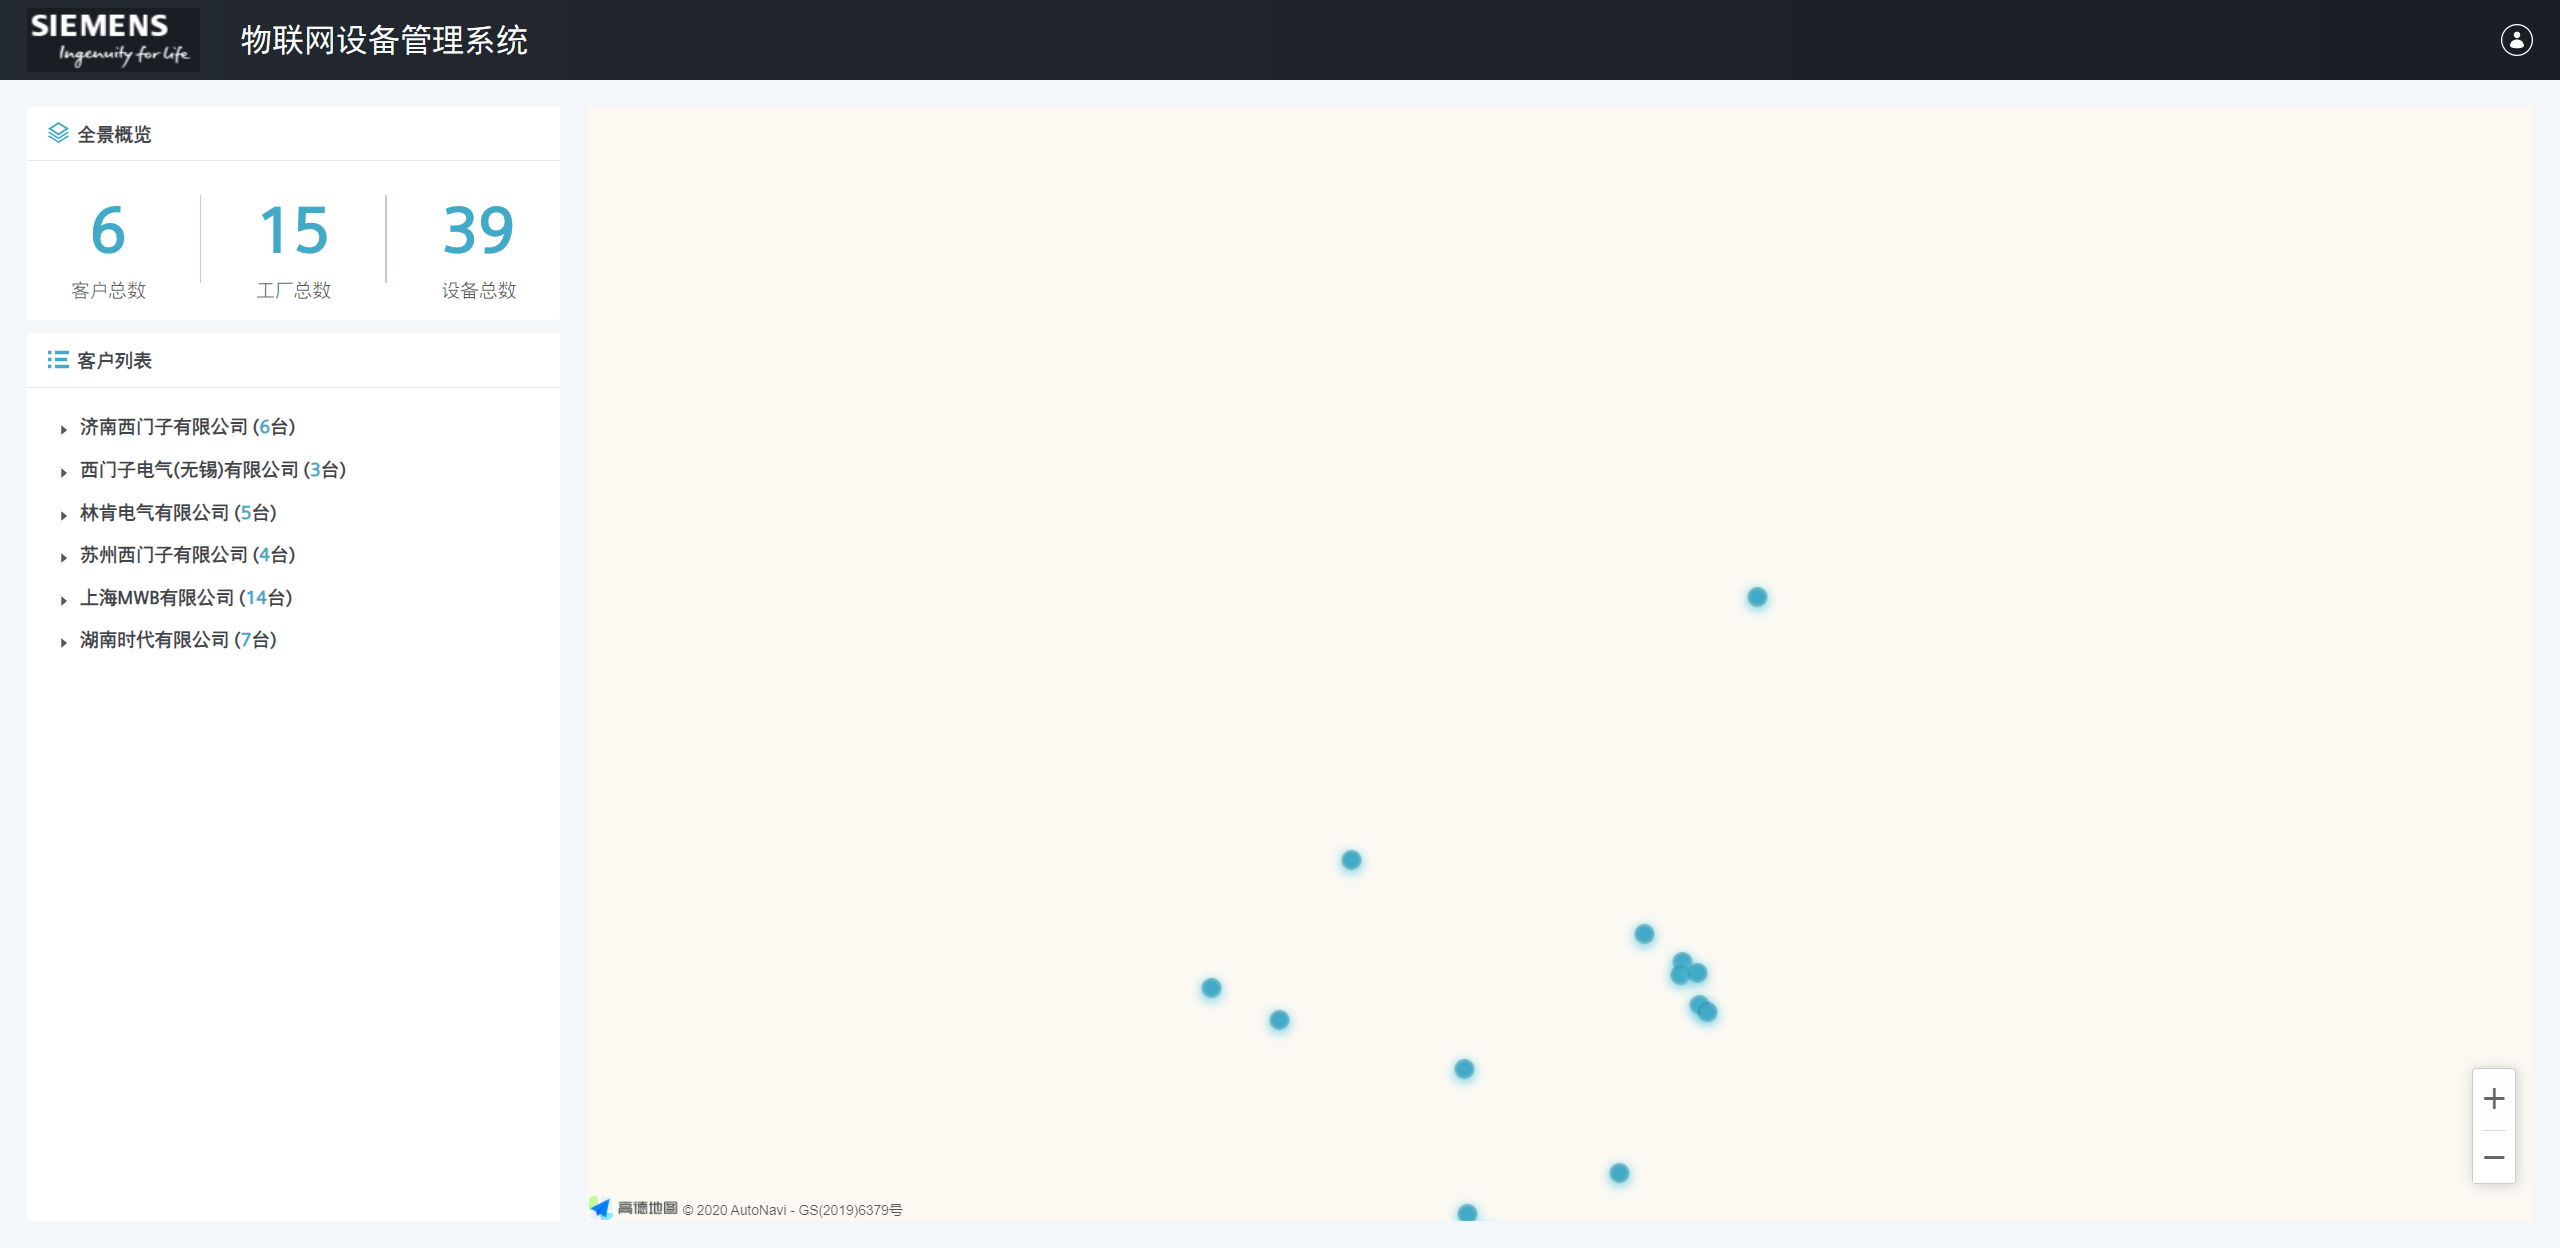 SIEMENS
Ingenuity for life
物联网设备管理系统
全景概览
6
15
39
客户总数
工厂总数
设备总数
客户列表
济南西门子有限公司 (6台)
西门子电气(无锡)有限公司 (3台)
林肯电气有限公司 (5台)
苏州西门子有限公司 (4台)
上海MWB有限公司 (14台)
湖南时代有限公司 (7台)
高德地图 © 2020 AutoNavi - GS(2019)6379号